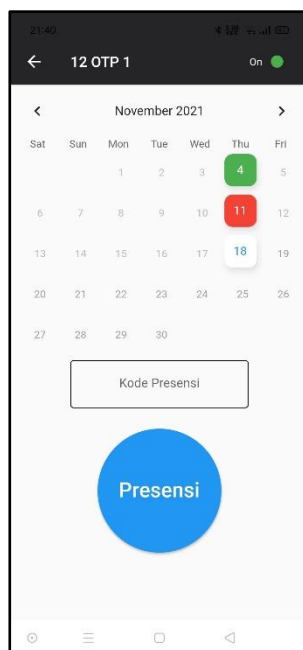 21:40
12 OTP 1 On
November 2021
Sat Sun Mon Tue Wed Thu Fri
1 2 3 4 5
6 7 8 9 10 11 12
13 14 15 16 17 18 19
20 21 22 23 24 25 26
27 28 29 30
Kode Presensi
Presensi